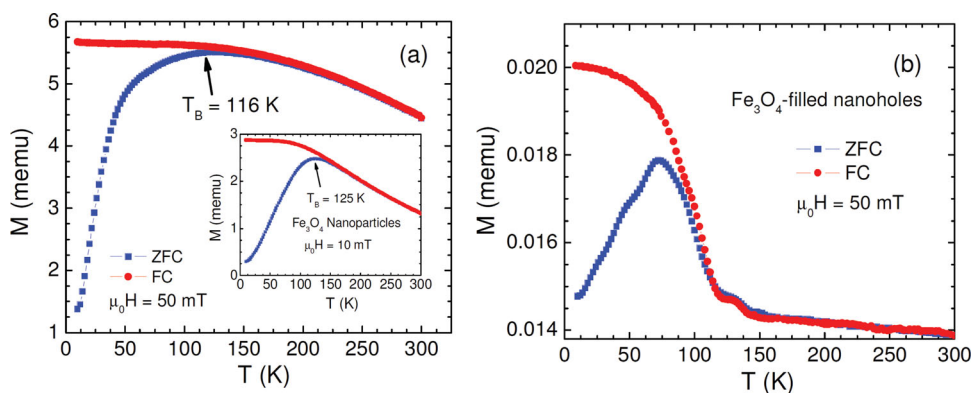 6
5
4
3
2
1
M (memu)
(a)
T_B = 116 K
ZFC
FC
μ₀H = 50 mT
0 50 100 150 200 250 300
T (K)
3
2
1
0
M (memu)
T_B = 125 K
Fe₃O₄ Nanoparticles
μ₀H = 10 mT
0 50 100 150 200 250 300
T (K)
0.020
0.018
0.016
0.014
M (memu)
(b)
Fe₃O₄-filled nanoholes
ZFC
FC
μ₀H = 50 mT
0 50 100 150 200 250 300
T (K)